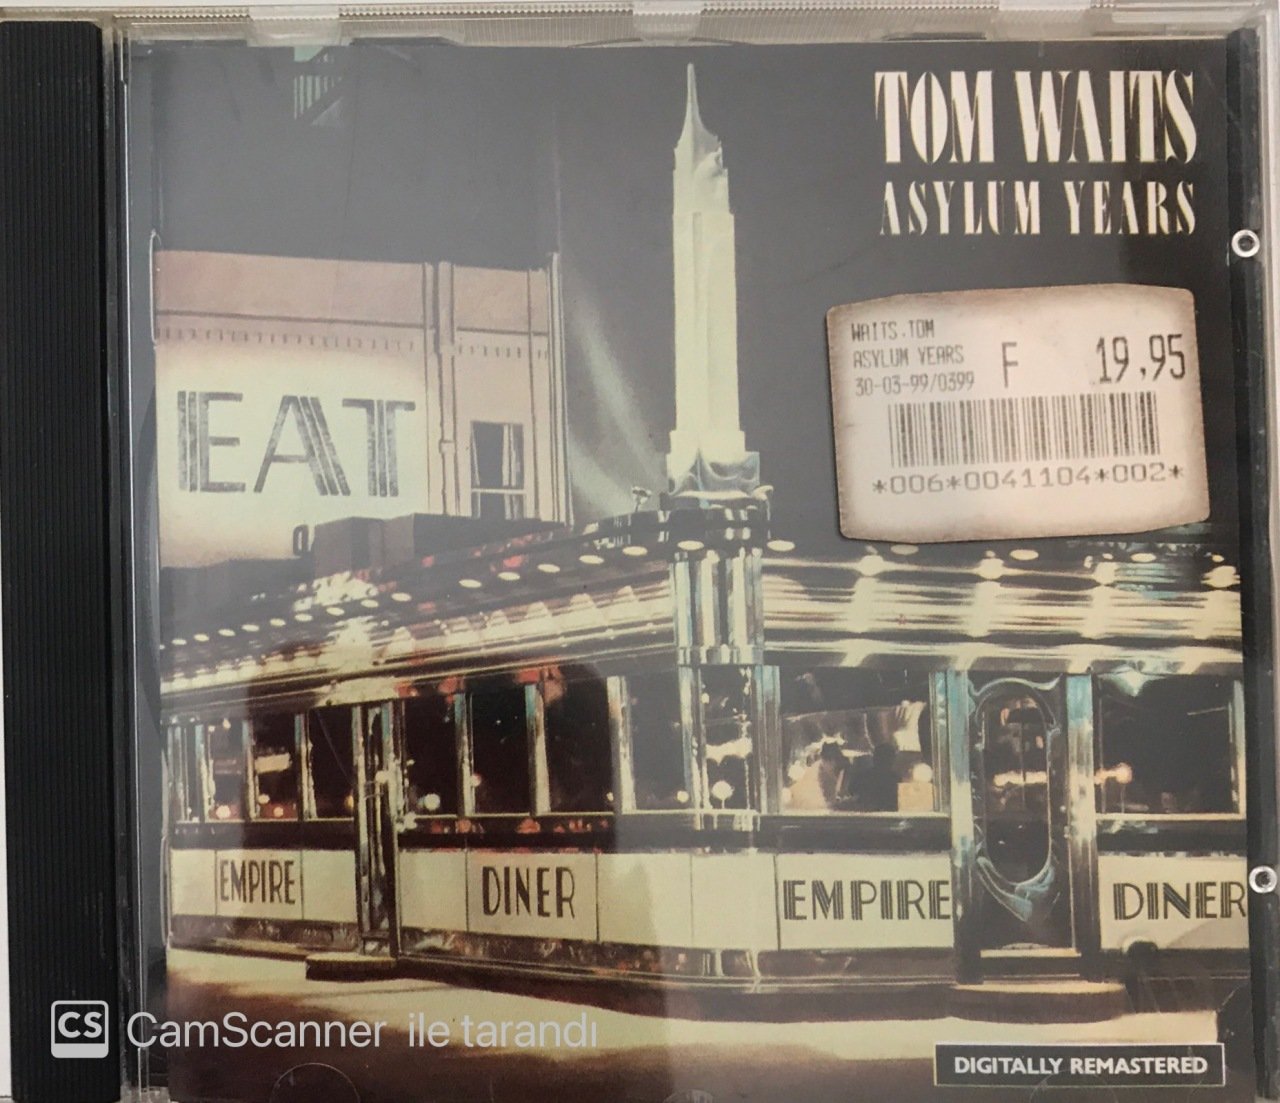 TOM WAITS
ASYLUM YEARS
WAITS.TOM
ASYLUM YEARS
30-03-99/0399
F 19,95
*006*0041104*002*
EAT
EMPIRE DINER EMPIRE DINER
CS CamScanner ile tarandı
DIGITALLY REMASTERED